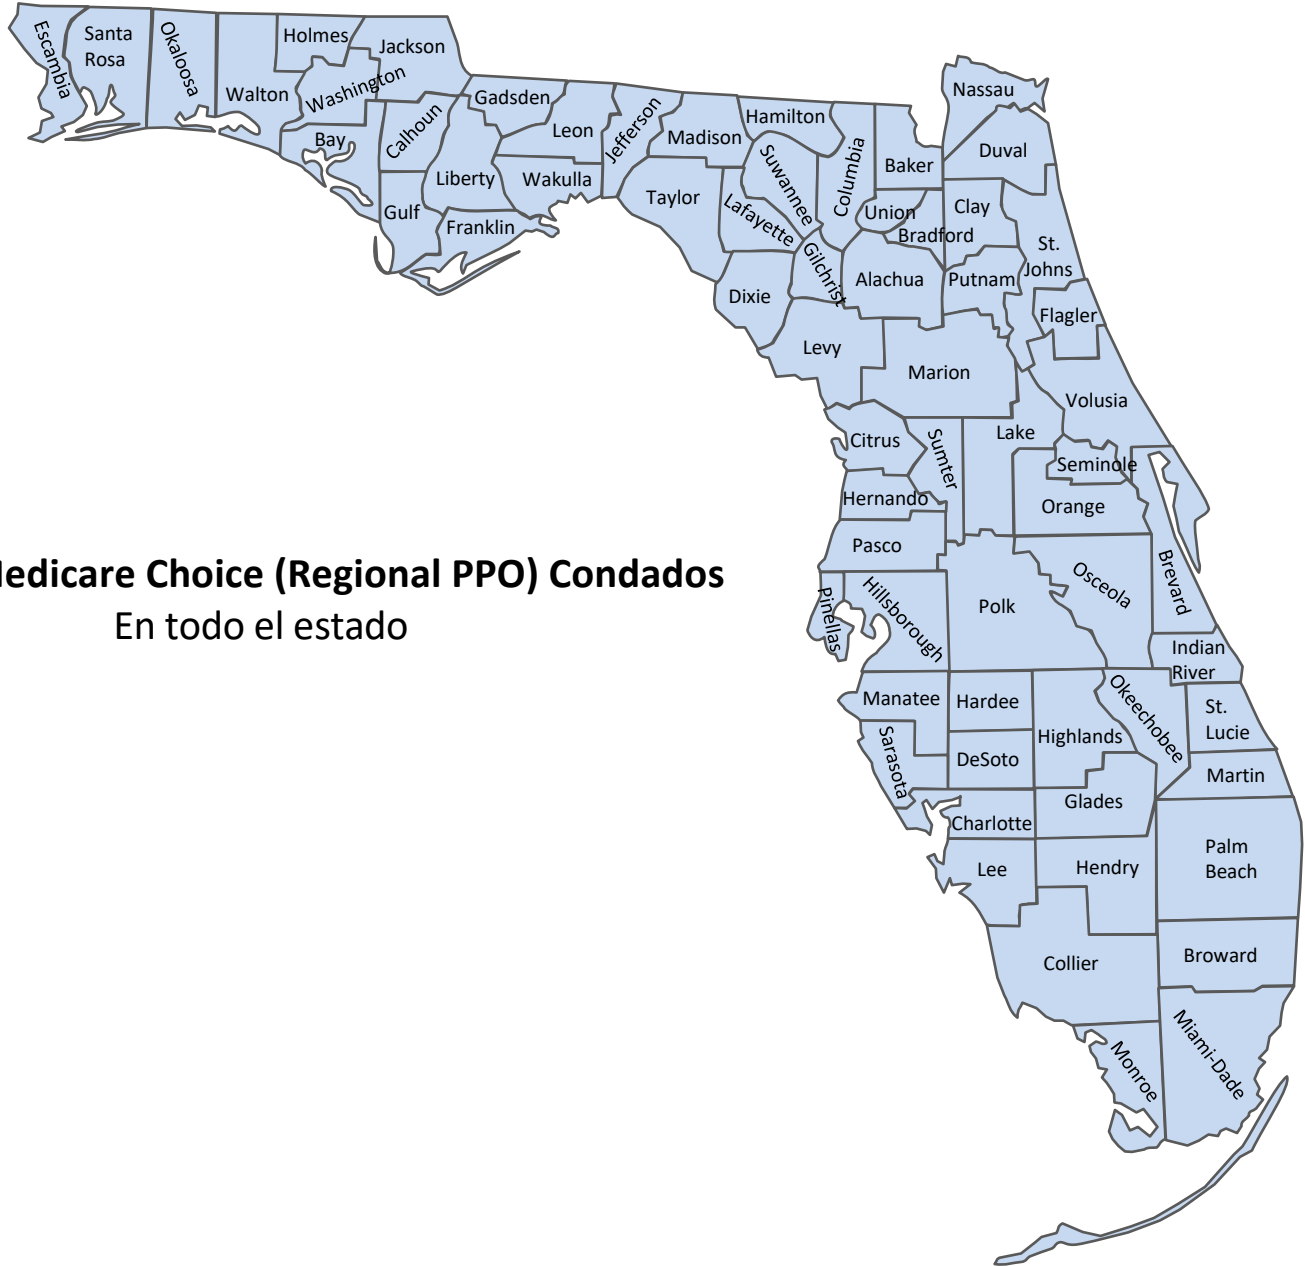 Escambia
Santa
Rosa
Okaloosa
Walton
Holmes
Washington
Jackson
Bay
Calhoun
Gulf
Gadsden
Liberty
Franklin
Leon
Wakulla
Jefferson
Madison
Taylor
Hamilton
Suwannee
Lafayette
Dixie
Columbia
Gilchrist
Baker
Union
Bradford
Alachua
Nassau
Duval
Clay
Putnam
St.
Johns
Flagler
Levy
Marion
Volusia
Citrus
Sumter
Lake
Seminole
Orange
Hernando
Pasco
Pinellas
Hillsborough
Polk
Osceola
Brevard
Indian
River
edicare Choice (Regional PPO) Condados
En todo el estado
Manatee
Hardee
Highlands
Okeechobee
St.
Lucie
Sarasota
DeSoto
Martin
Charlotte
Glades
Lee
Hendry
Palm
Beach
Collier
Broward
Monroe
Miami-Dade